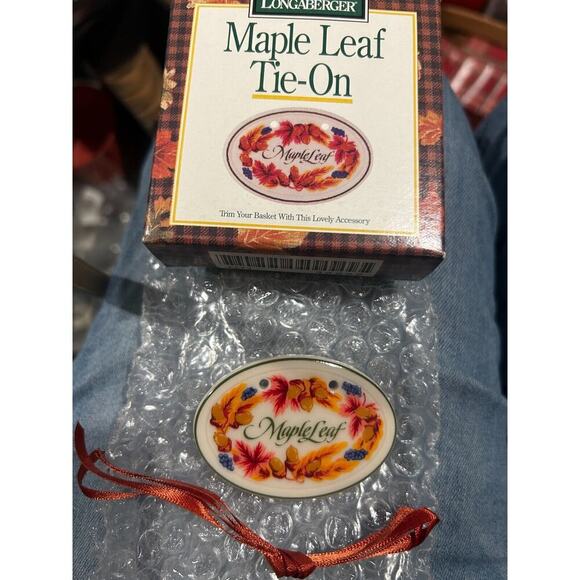 LONGABERGER®
Maple Leaf
Tie-On
Maple Leaf
Trim Your Basket With This Lovely Accessory
Maple Leaf